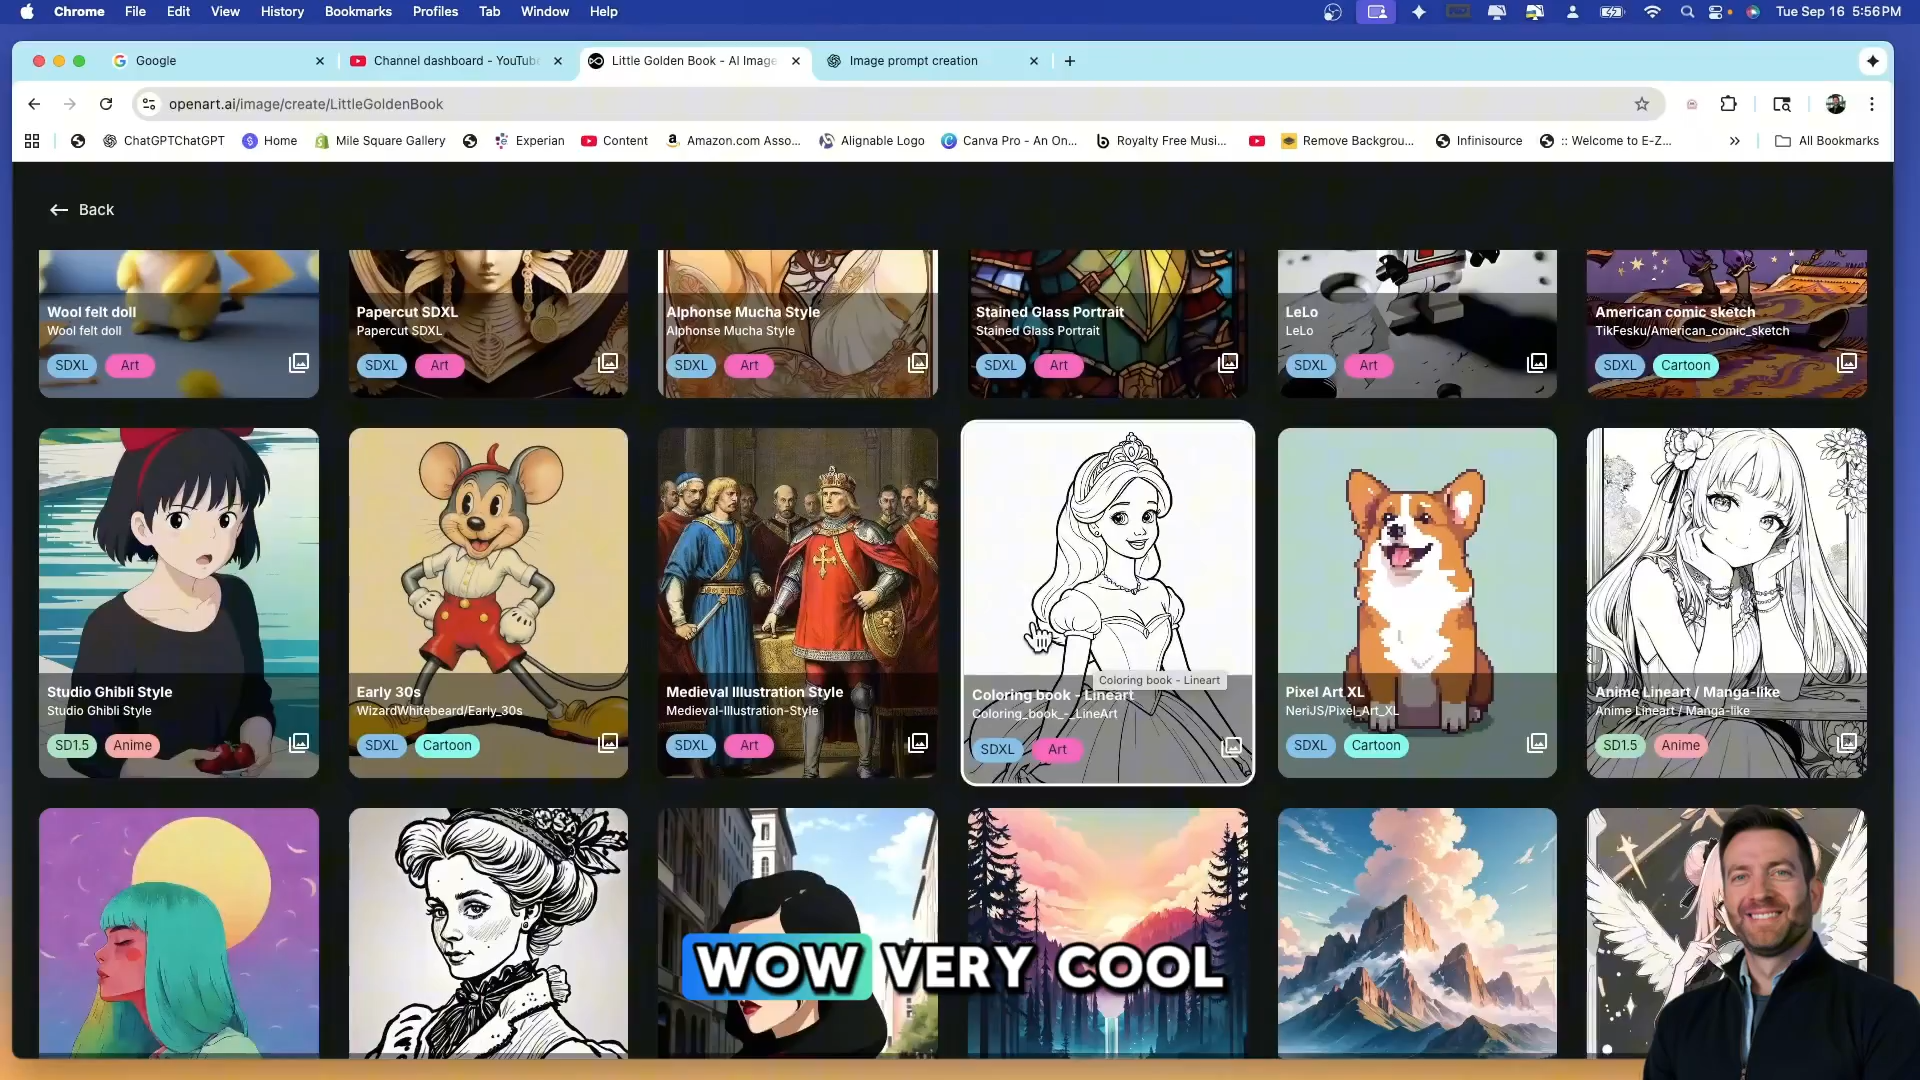 Chrome File Edit View History Bookmarks Profiles Tab Window Help
Tue Sep 16 5:56 PM
Google
Channel dashboard - YouTube
Little Golden Book - AI Image
Image prompt creation
openart.ai/image/create/LittleGoldenBook
ChatGPTChatGPT
Home
Mile Square Gallery
Experian
Content
Amazon.com Asso...
Alignable Logo
Canva Pro - An On...
Royalty Free Musi...
Remove Backgrou...
Infinisource
:: Welcome to E-Z...
All Bookmarks
Back
Wool felt doll
Wool felt doll
SDXL Art
Papercut SDXL
Papercut SDXL
SDXL Art
Alphonse Mucha Style
Alphonse Mucha Style
SDXL Art
Stained Glass Portrait
Stained Glass Portrait
SDXL Art
LeLo
LeLo
SDXL Art
American comic sketch
TikFesku/American_comic_sketch
SDXL Cartoon
Studio Ghibli Style
Studio Ghibli Style
SD1.5 Anime
Early 30s
WizardWhitebeard/Early_30s
SDXL Cartoon
Medieval Illustration Style
Medieval-Illustration-Style
SDXL Art
Coloring book - Lineart
Coloring book - Lineart
Coloring_book_-_LineArt
SDXL Art
Pixel Art XL
NeriJS/Pixel_Art_XL
SDXL Cartoon
Anime Lineart / Manga-like
Anime Lineart / Manga-like
SD1.5 Anime
WOW VERY COOL